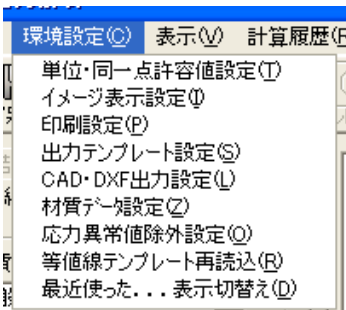 環境設定(C) 表示(V) 計算履歴(
単位・同一点許容値設定(T)
イメージ表示設定(I)
印刷設定(P)
出力テンプレート設定(S)
CAD・DXF出力設定(L)
材質データ設定(Z)
応力異常値除外設定(O)
等値線テンプレート再読込(R)
最近使った...表示切替え(D)